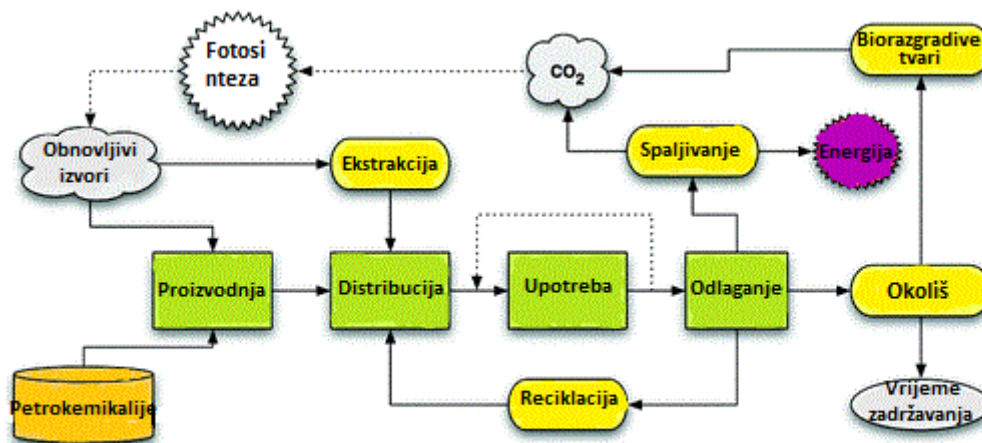 Fotosi
nteza
CO₂
Biorazgradive
tvari
Obnovljivi
izvori
Ekstrakcija
Spaljivanje
Energija
Proizvodnja
Distribucija
Upotreba
Odlaganje
Okoliš
Petrokemikalije
Reciklacija
Vrijeme
zadržavanja